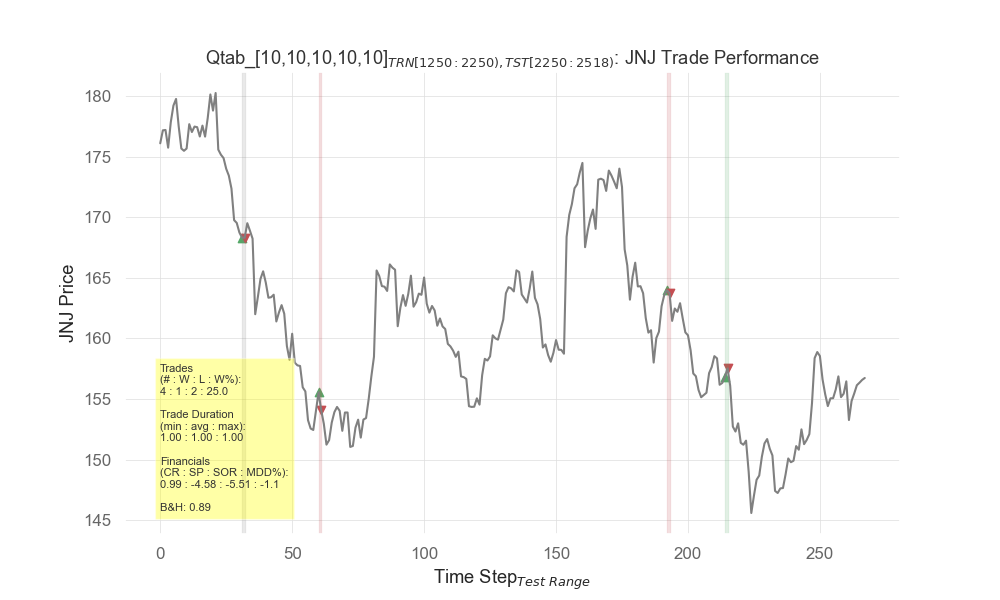 Qtab_[10,10,10,10,10]TRN[1250:2250),TST[2250:2518): JNJ Trade Performance
180
175
170
165
160
155
150
145
JNJ Price
Trades
(# : W : L : W%):
4 : 1 : 2 : 25.0
Trade Duration
(min : avg : max):
1.00 : 1.00 : 1.00
Financials
(CR : SP : SOR : MDD%):
0.99 : -4.58 : -5.51 : -1.1
B&H: 0.89
0 50 100 150 200 250
Time StepTest Range